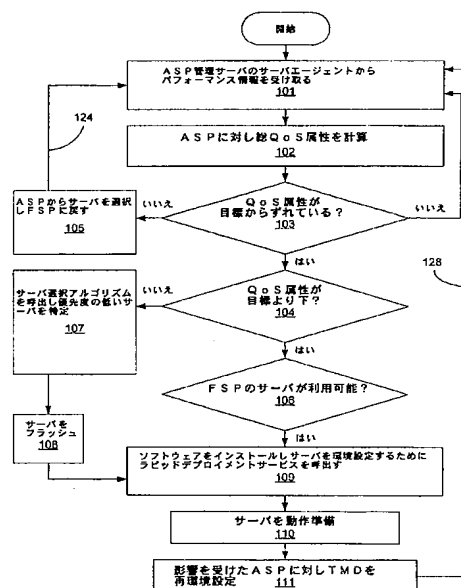 開始
ASP管理サーバのサーバエージェントから
パフォーマンス情報を受け取る
101
124
ASPに対し総QoS属性を計算
102
ASPからサーバを選択
しFSPに戻す
105
いいえ
QoS属性が
目標からずれている?
103
いいえ
はい
128
サーバ選択アルゴリズム
を呼出し優先度の低いサ
ーバを特定
107
いいえ
QoS属性が
目標より下?
104
はい
FSPのサーバが利用可能?
106
はい
サーバを
フラッシュ
108
ソフトウェアをインストールしサーバを環境設定するために
ラピッドデプロイメントサービスを呼出す
109
サーバを動作準備
110
影響を受けたASPに対しTMDを
再環境設定
111